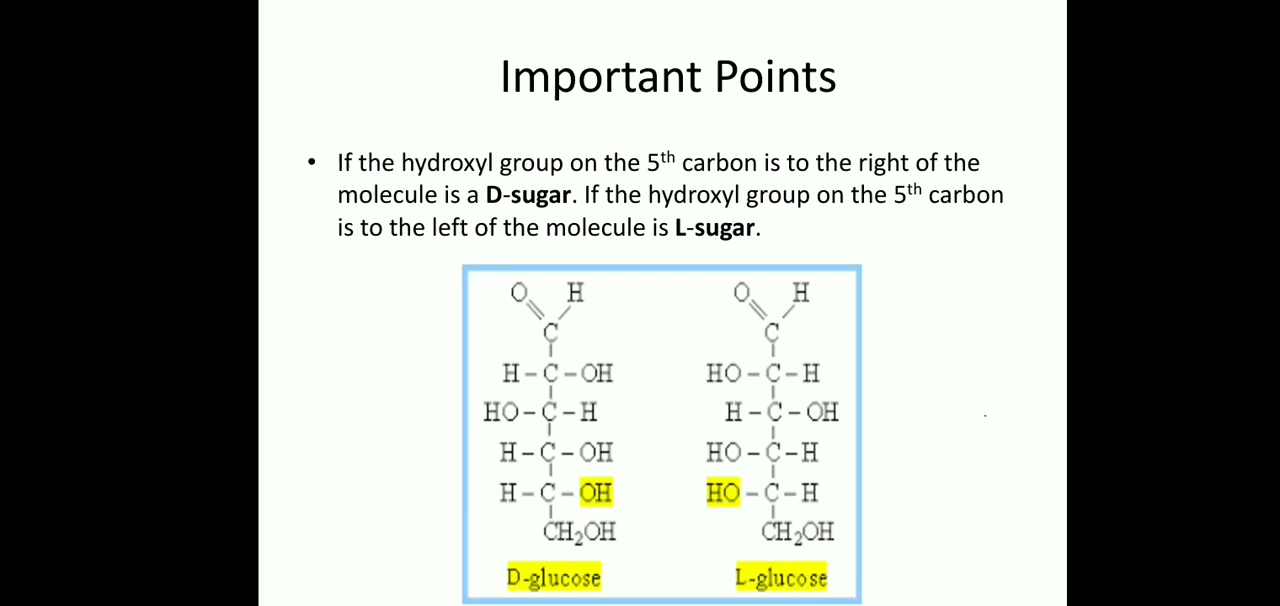 Important Points
• If the hydroxyl group on the 5th carbon is to the right of the
molecule is a D-sugar. If the hydroxyl group on the 5th carbon
is to the left of the molecule is L-sugar.
O H O H
C C
H-C-OH HO-C-H
HO-C-H H-C-OH
H-C-OH HO-C-H
H-C-OH HO-C-H
CH₂OH CH₂OH
D-glucose L-glucose